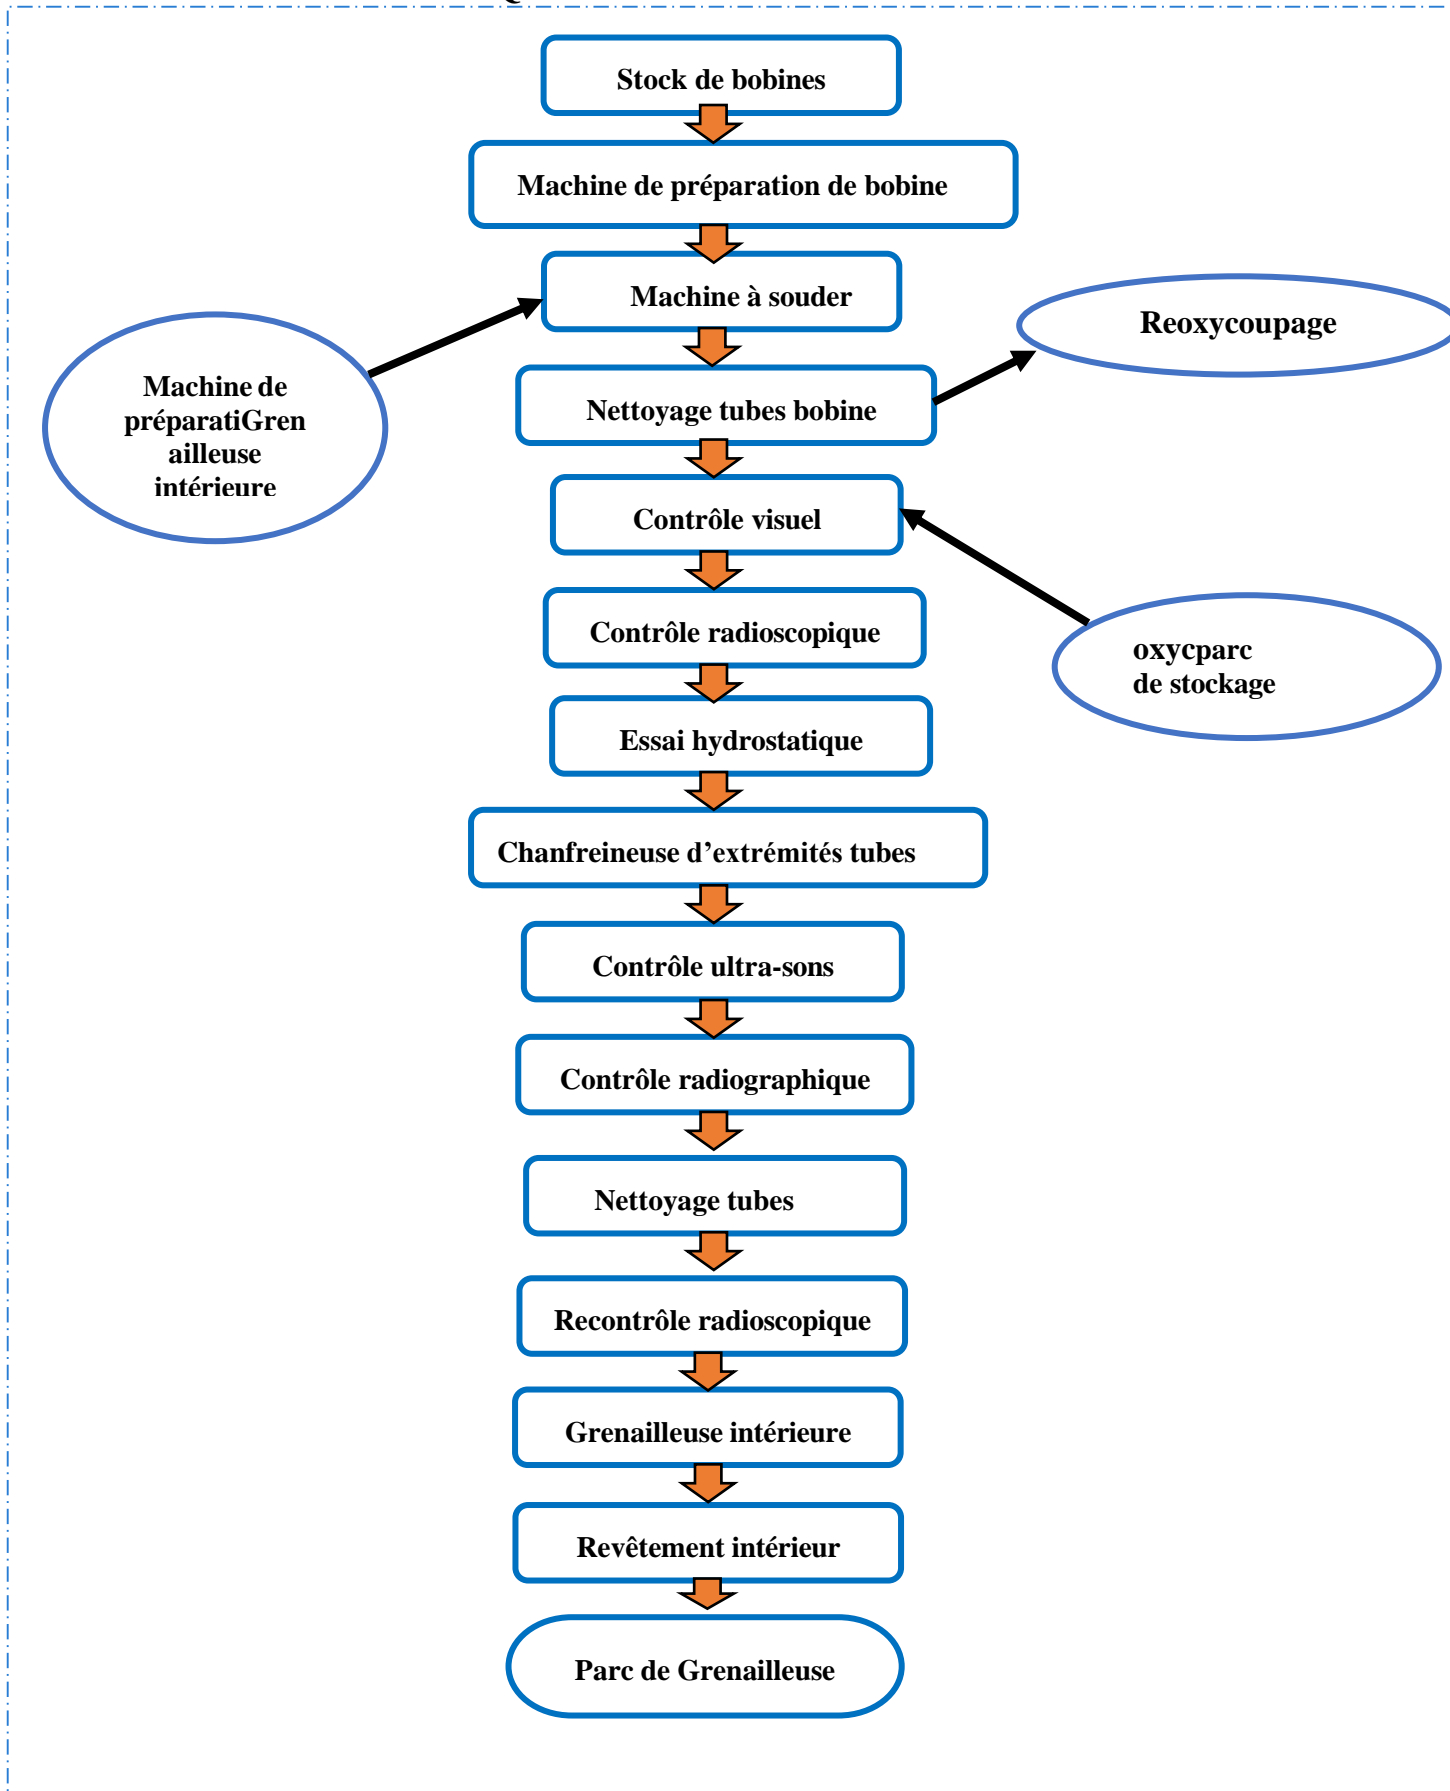 Stock de bobines
Machine de préparation de bobine
Machine à souder
Reoxycoupage
Machine de
préparatiGren
ailleuse
intérieure
Nettoyage tubes bobine
Contrôle visuel
Contrôle radioscopique
oxycparc
de stockage
Essai hydrostatique
Chanfreineuse d’extrémités tubes
Contrôle ultra-sons
Contrôle radiographique
Nettoyage tubes
Recontrôle radioscopique
Grenailleuse intérieure
Revêtement intérieur
Parc de Grenailleuse